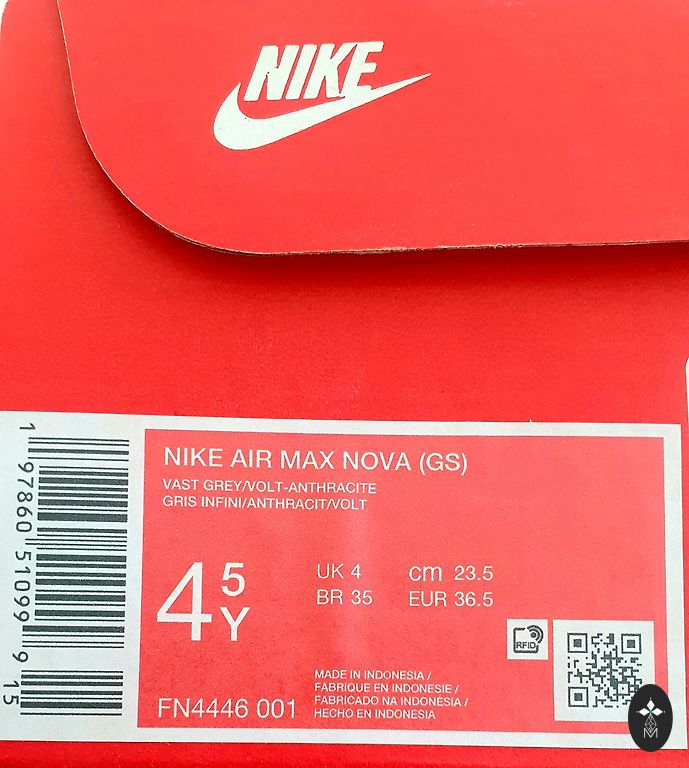 NIKE
NIKE AIR MAX NOVA (GS)
VAST GREY/VOLT-ANTHRACITE
GRIS INFINI/ANTHRACIT/VOLT
4 5 Y
UK 4 cm 23.5
BR 35 EUR 36.5
RFID
MADE IN INDONESIA /
FABRIQUE EN INDONESIE /
FABRICADO NA INDONÉSIA /
HECHO EN INDONESIA
FN4446 001
1 97860 51099 9 15
M